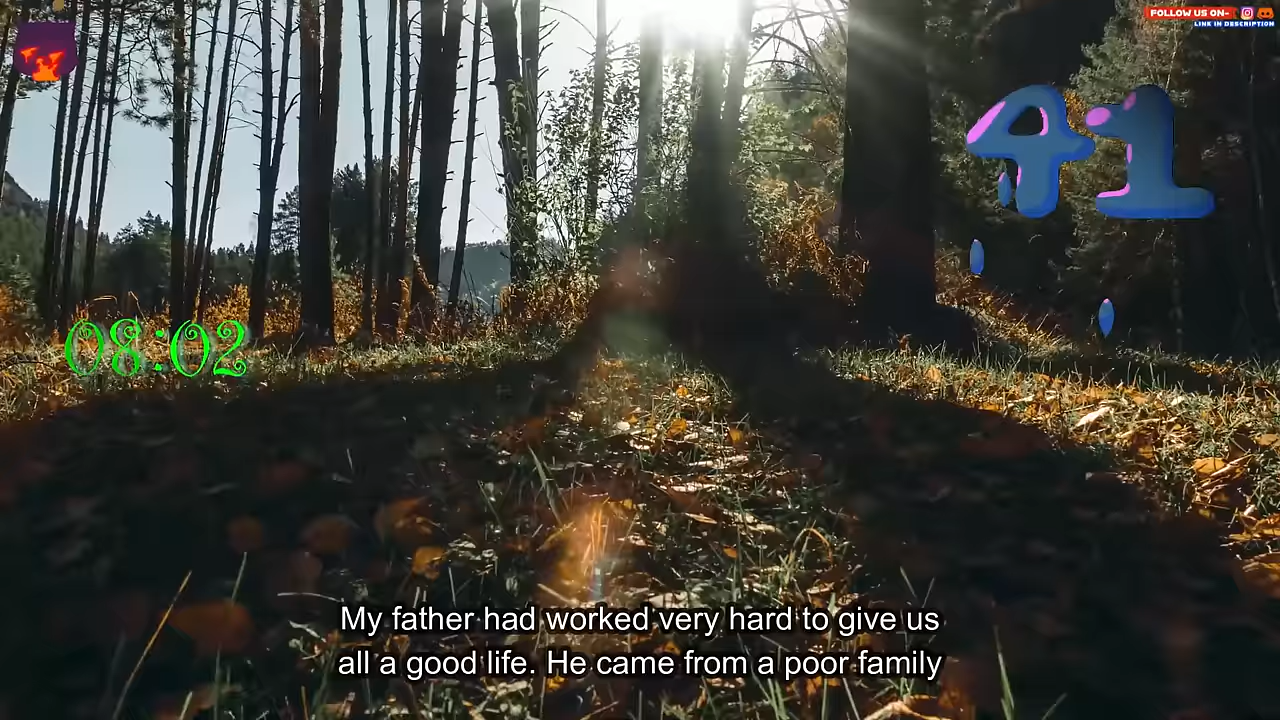 FOLLOW US ON-
LINK IN DESCRIPTION
41
08:02
My father had worked very hard to give us
all a good life. He came from a poor family